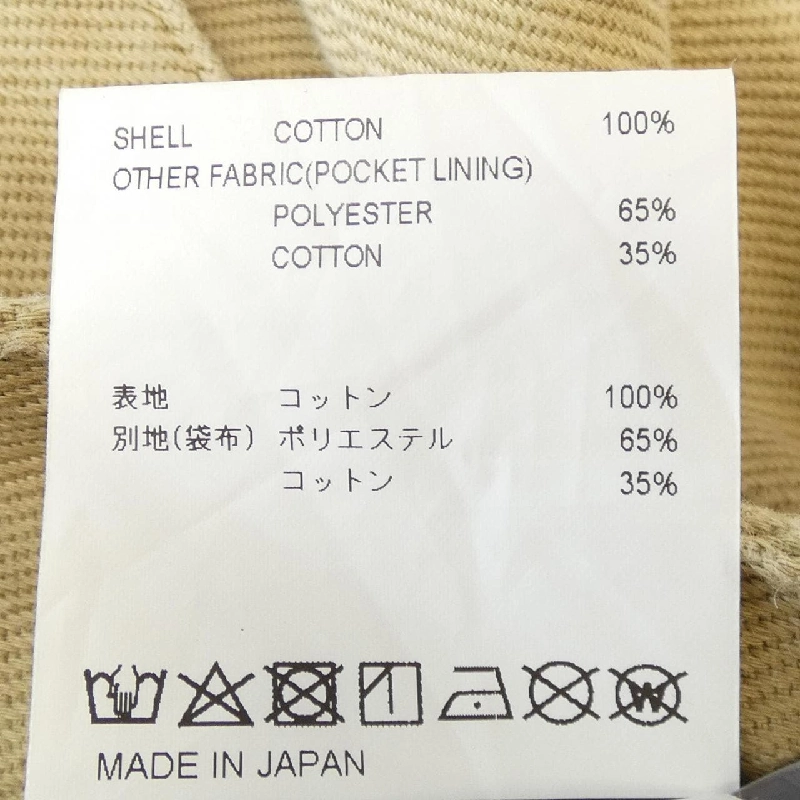 SHELL COTTON 100%
OTHER FABRIC(POCKET LINING)
POLYESTER 65%
COTTON 35%
表地 コットン 100%
別地(袋布) ポリエステル 65%
コットン 35%
W
MADE IN JAPAN